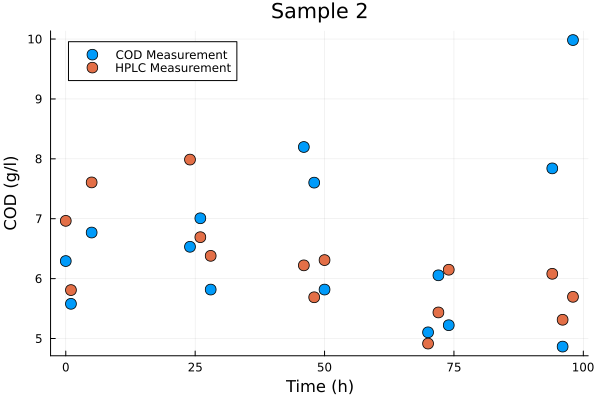 Sample 2
COD Measurement
HPLC Measurement
10
9
8
7
6
5
COD (g/l)
0 25 50 75 100
Time (h)